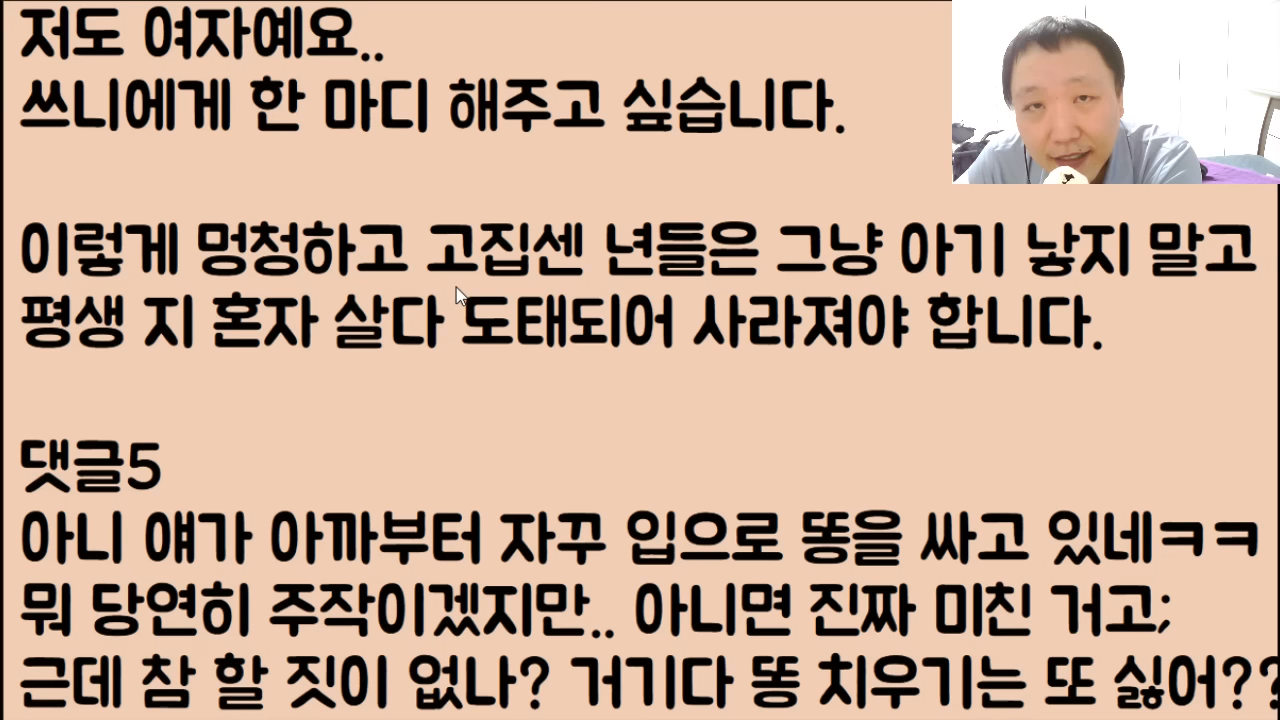 저도 여자예요..
쓰니에게 한 마디 해주고 싶습니다.
이렇게 멍청하고 고집센 년들은 그냥 아기 낳지 말고
평생 지 혼자 살다 도태되어 사라져야 합니다.
댓글5
아니 얘가 아까부터 자꾸 입으로 똥을 싸고 있네ㅋㅋ
뭐 당연히 주작이겠지만.. 아니면 진짜 미친 거고;
근데 참 할 짓이 없나? 거기다 똥 치우기는 또 싫어??